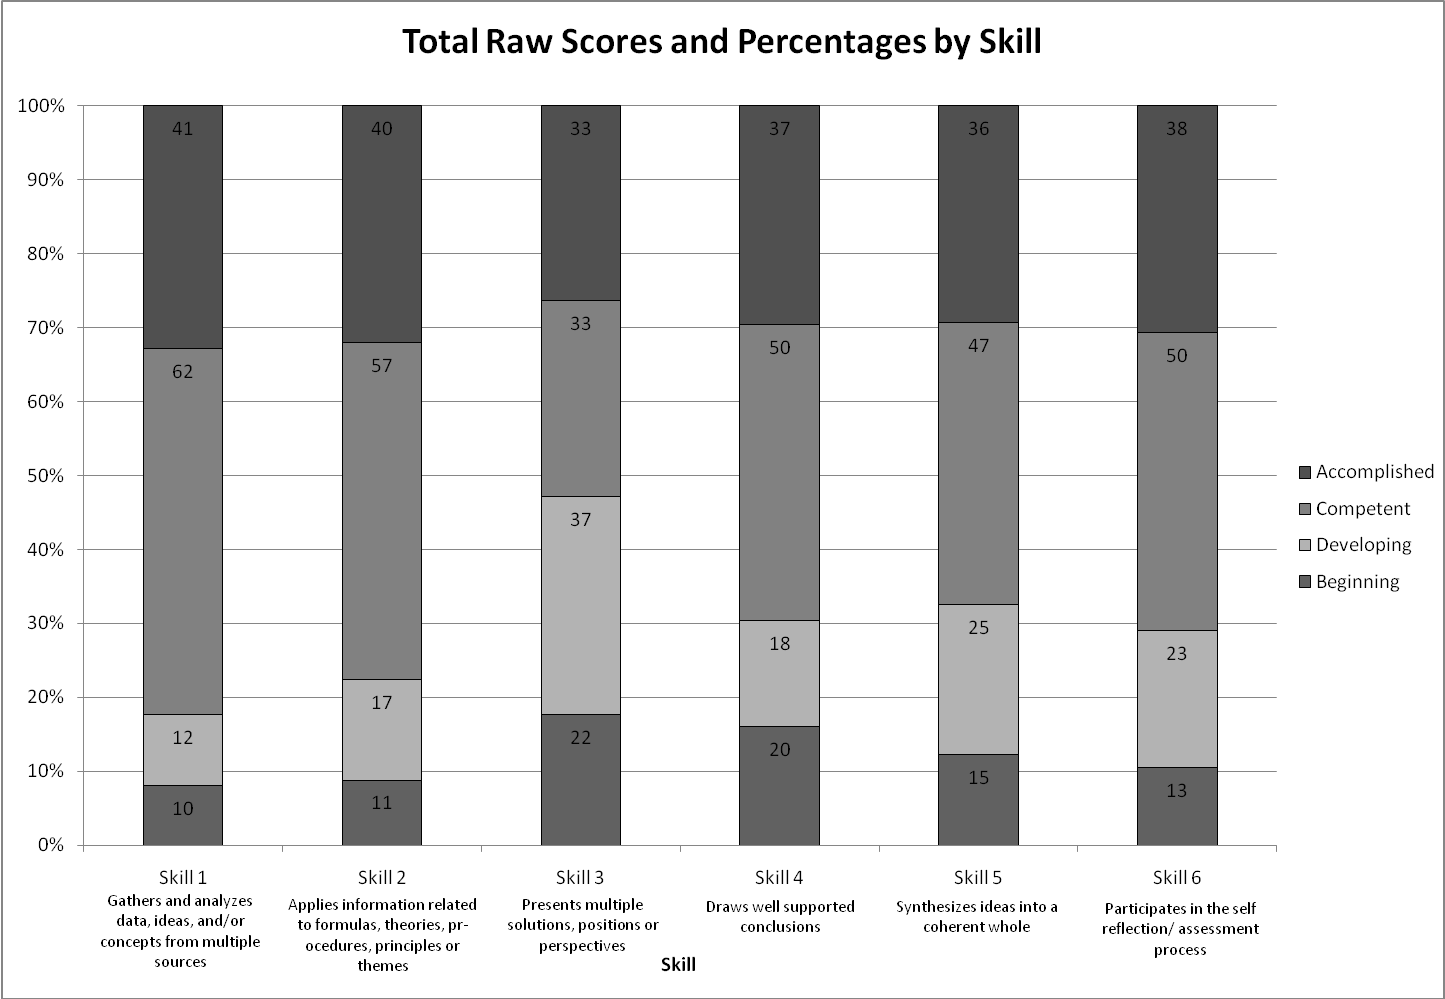 Total Raw Scores and Percentages by Skill
100%
90%
80%
70%
60%
50%
40%
30%
20%
10%
0%
41
62
12
10
40
57
17
11
33
33
37
22
37
50
18
20
36
47
25
15
38
50
23
13
Accomplished
Competent
Developing
Beginning
Skill 1
Gathers and analyzes
data, ideas, and/or
concepts from multiple
sources
Skill 2
Applies information related
to formulas, theories, pr-
ocedures, principles or
themes
Skill 3
Presents multiple
solutions, positions or
perspectives
Skill 4
Draws well supported
conclusions
Skill 5
Synthesizes ideas into a
coherent whole
Skill 6
Participates in the self
reflection/ assessment
process
Skill